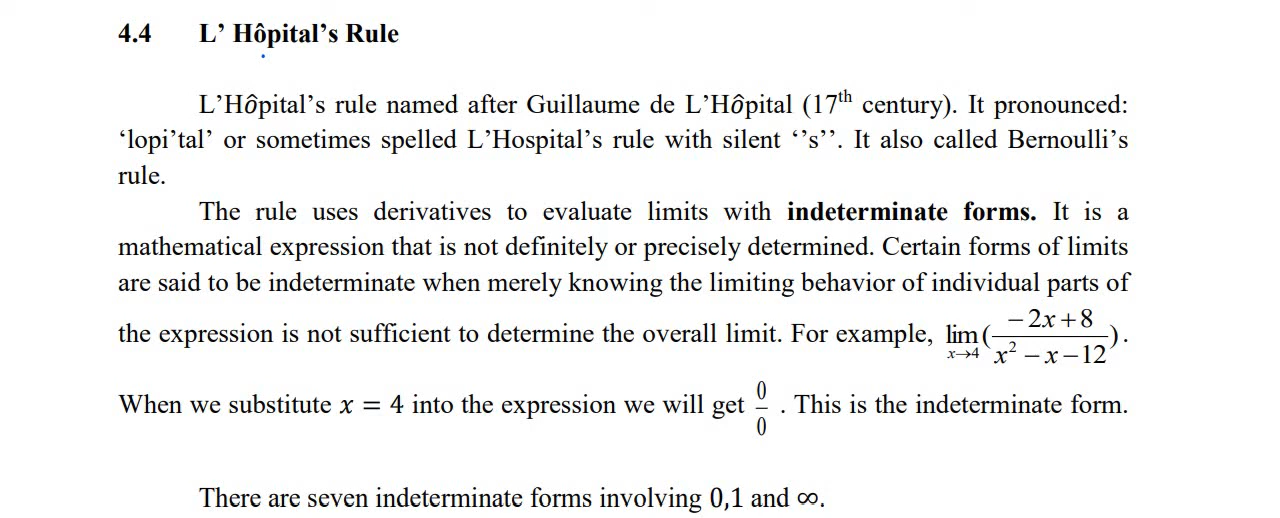 4.4 L’ Hôpital’s Rule
L’Hôpital’s rule named after Guillaume de L’Hôpital (17th century). It pronounced:
‘lopi’tal’ or sometimes spelled L’Hospital’s rule with silent ‘’s’’. It also called Bernoulli’s
rule.
The rule uses derivatives to evaluate limits with indeterminate forms. It is a
mathematical expression that is not definitely or precisely determined. Certain forms of limits
are said to be indeterminate when merely knowing the limiting behavior of individual parts of
the expression is not sufficient to determine the overall limit. For example, lim x→4 (−2x+8 / x² −x−12).
When we substitute x = 4 into the expression we will get 0/0 . This is the indeterminate form.
There are seven indeterminate forms involving 0,1 and ∞.